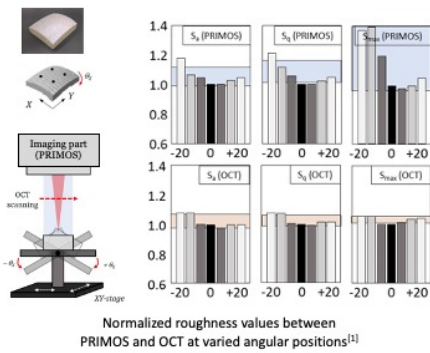 1.4
1.2
1.0
0.8
0.6
Sa (PRIMOS)
Sq (PRIMOS)
Smax (PRIMOS)
-20 0 +20
-20 0 +20
-20 0 +20
X
Y
θs
Imaging part
(PRIMOS)
OCT
scanning
XY-stage
1.4
1.2
1.0
0.8
0.6
Sa (OCT)
Sq (OCT)
Smax (OCT)
-20 0 +20
-20 0 +20
-20 0 +20
Normalized roughness values between
PRIMOS and OCT at varied angular positions[1]